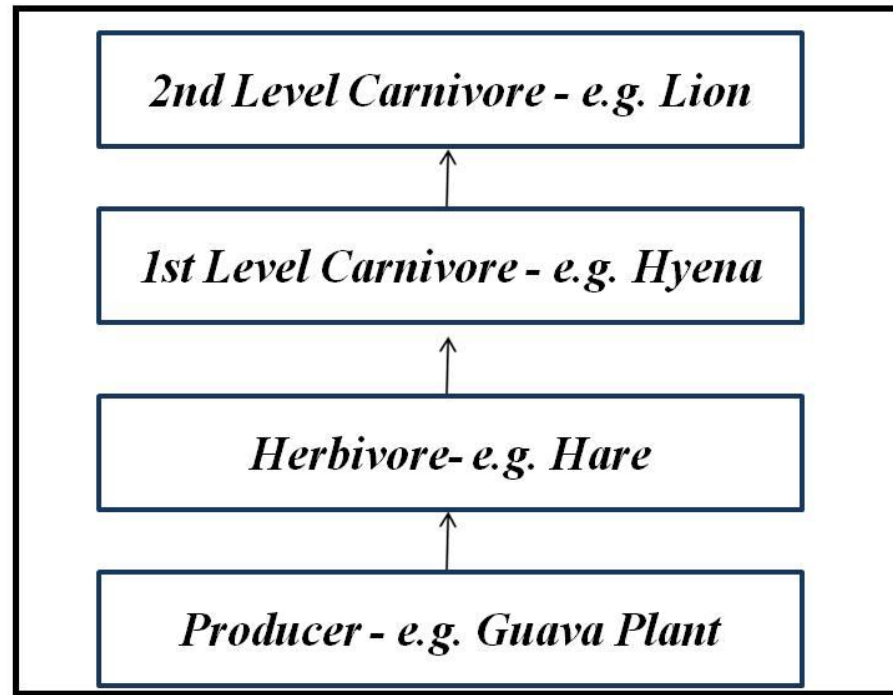 2nd Level Carnivore - e.g. Lion
1st Level Carnivore - e.g. Hyena
Herbivore- e.g. Hare
Producer - e.g. Guava Plant